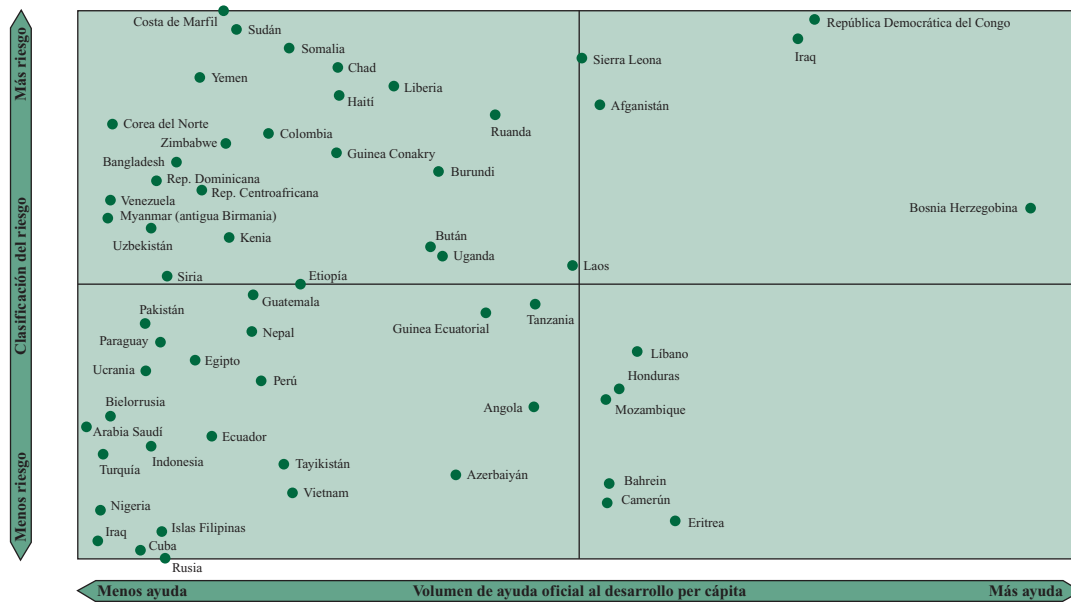 Costa de Marfil
República Democrática del Congo
Sudán
Iraq
Somalia
Sierra Leona
Chad
Yemen
Liberia
Haití
Afganistán
Ruanda
Corea del Norte
Colombia
Zimbabwe
Guinea Conakry
Bangladesh
Burundi
Rep. Dominicana
Rep. Centroafricana
Venezuela
Bosnia Herzegobina
Myanmar (antigua Birmania)
Uzbekistán
Kenia
Bután
Uganda
Laos
Siria
Etiopía
Guatemala
Tanzania
Pakistán
Guinea Ecuatorial
Nepal
Paraguay
Líbano
Egipto
Ucrania
Perú
Honduras
Bielorrusia
Mozambique
Angola
Arabia Saudí
Ecuador
Indonesia
Turquía
Tayikistán
Azerbaiyán
Bahrein
Vietnam
Camerún
Nigeria
Eritrea
Islas Filipinas
Iraq
Cuba
Rusia
Más riesgo
Clasificación del riesgo
Menos riesgo
Menos ayuda
Volumen de ayuda oficial al desarrollo per cápita
Más ayuda